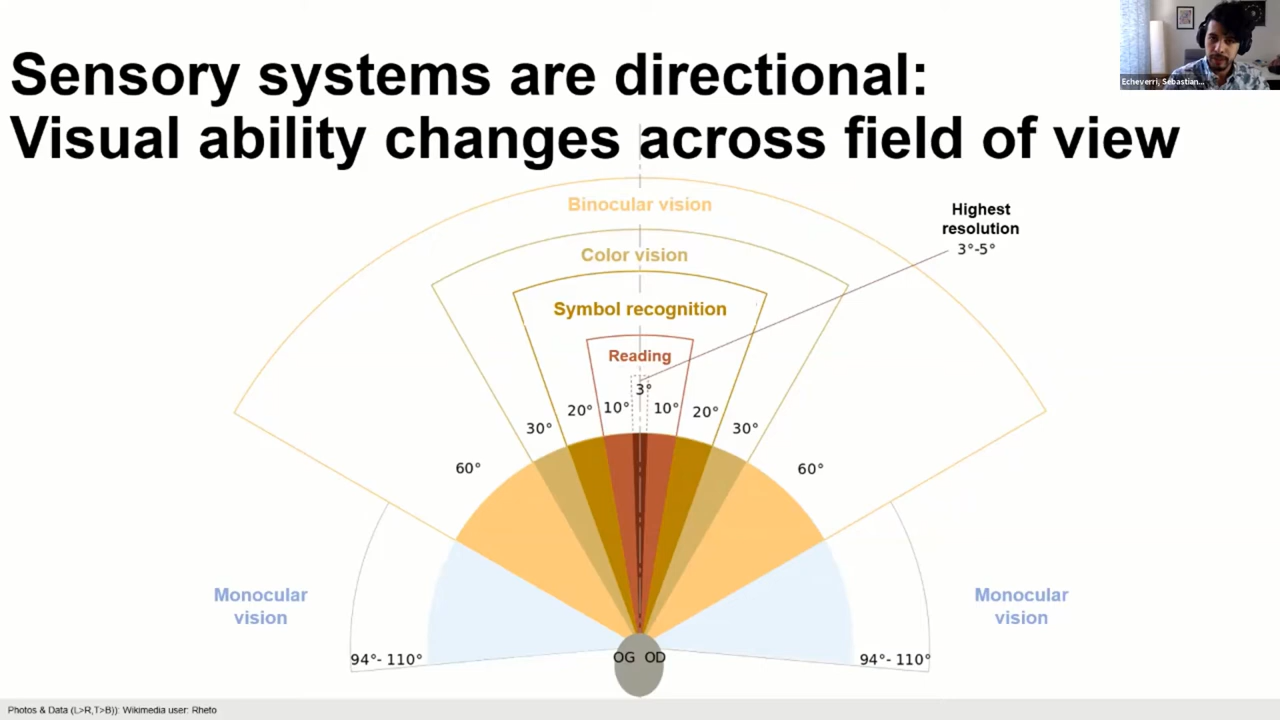 Sensory systems are directional:
Visual ability changes across field of view
Echeverri, Sebastian...
Binocular vision
Highest
resolution
3°-5°
Color vision
Symbol recognition
Reading
3°
20° 10° 10° 20°
30° 30°
60° 60°
Monocular
vision
Monocular
vision
94°- 110° OG OD 94°- 110°
Photos & Data (L>R,T>B)): Wikimedia user: Rheto